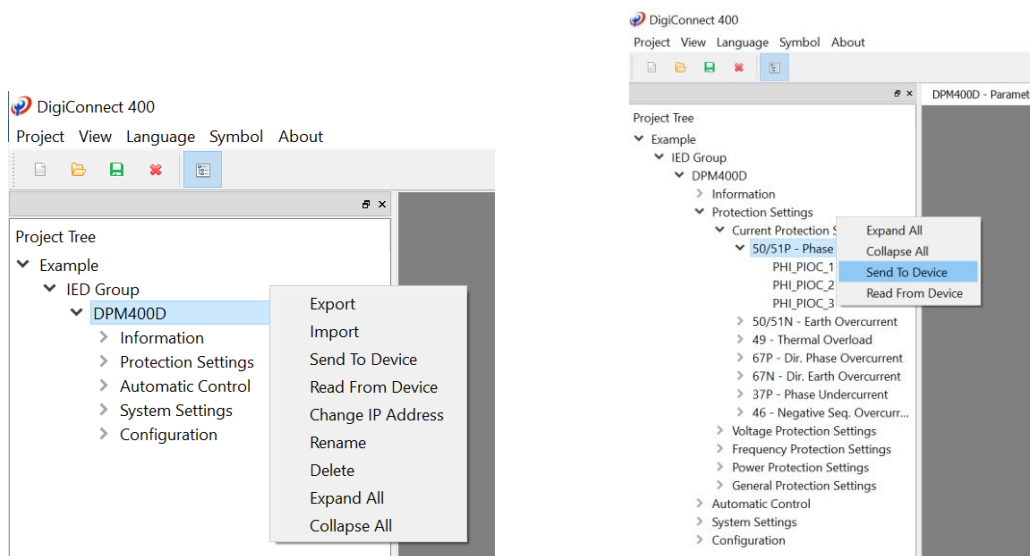 DigiConnect 400
Project View Language Symbol About
Project Tree
Example
IED Group
DPM400D
Information
Protection Settings
Automatic Control
System Settings
Configuration
Export
Import
Send To Device
Read From Device
Change IP Address
Rename
Delete
Expand All
Collapse All
DigiConnect 400
Project View Language Symbol About
DPM400D - Paramet
Project Tree
Example
IED Group
DPM400D
Information
Protection Settings
Current Protection S
50/51P - Phase
PHI_PIOC_1
PHI_PIOC_2
PHI_PIOC_3
50/51N - Earth Overcurrent
49 - Thermal Overload
67P - Dir. Phase Overcurrent
67N - Dir. Earth Overcurrent
37P - Phase Undercurrent
46 - Negative Seq. Overcurr...
Voltage Protection Settings
Frequency Protection Settings
Power Protection Settings
General Protection Settings
Automatic Control
System Settings
Configuration
Expand All
Collapse All
Send To Device
Read From Device